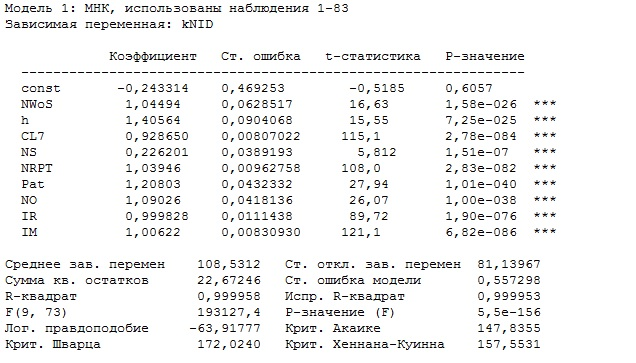 Модель 1: МНК, использованы наблюдения 1-83
Зависимая переменная: kNID
Коэффициент Ст. ошибка t-статистика P-значение
const -0,243314 0,469253 -0,5185 0,6057
NWoS 1,04494 0,0628517 16,63 1,58e-026 ***
h 1,40564 0,0904068 15,55 7,25e-025 ***
CL7 0,928650 0,00807022 115,1 2,78e-084 ***
NS 0,226201 0,0389193 5,812 1,51e-07 ***
NRPT 1,03946 0,00962758 108,0 2,83e-082 ***
Pat 1,20803 0,0432332 27,94 1,01e-040 ***
NO 1,09026 0,0418136 26,07 1,00e-038 ***
IR 0,999828 0,0111438 89,72 1,90e-076 ***
IM 1,00622 0,00830930 121,1 6,82e-086 ***
Среднее зав. перемен 108,5312 Ст. откл. зав. перемен 81,13967
Сумма кв. остатков 22,67246 Ст. ошибка модели 0,557298
R-квадрат 0,999958 Испр. R-квадрат 0,999953
F(9, 73) 193127,4 Р-значение (F) 5,5e-156
Лог. правдоподобие -63,91777 Крит. Акаике 147,8355
Крит. Шварца 172,0240 Крит. Хеннана-Куинна 157,5531